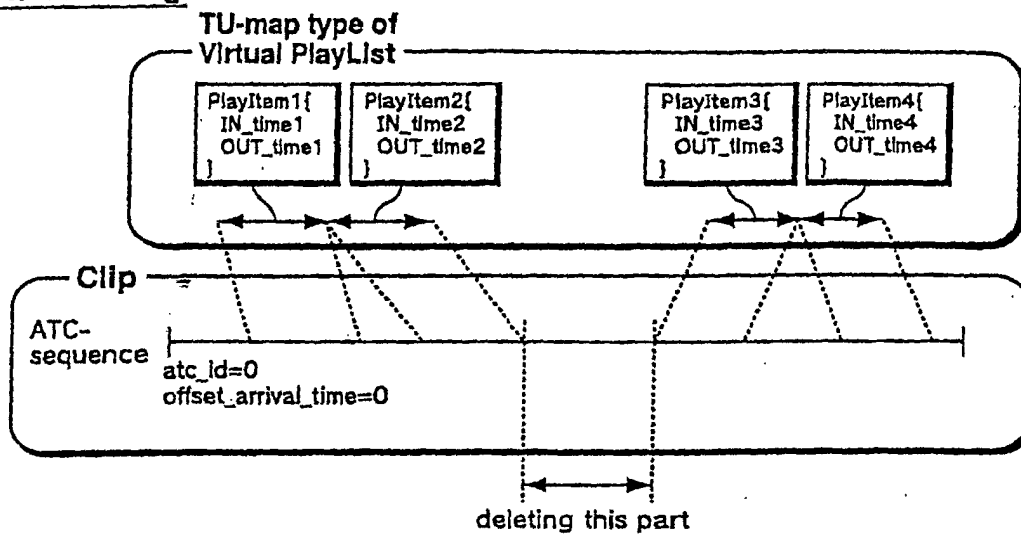 TU-map type of
Virtual PlayList
PlayItem1{
IN_time1
OUT_time1
}
PlayItem2{
IN_time2
OUT_time2
}
PlayItem3{
IN_time3
OUT_time3
}
PlayItem4{
IN_time4
OUT_time4
}
Clip
ATC-
sequence
atc_id=0
offset_arrival_time=0
deleting this part